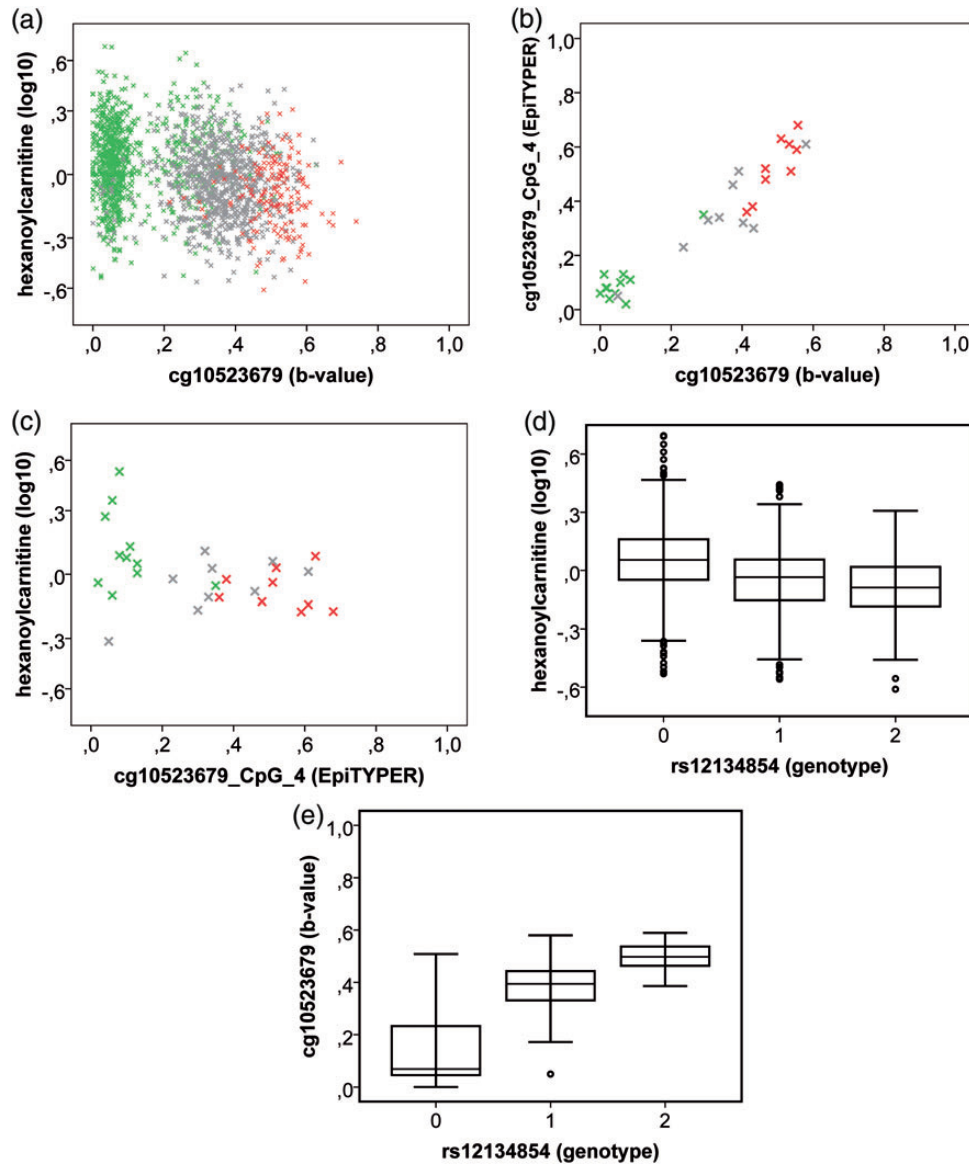 (a)
hexanoylcarnitine (log10)
,6
,3
,0
-,3
-,6
,0 ,2 ,4 ,6 ,8 1,0
cg10523679 (b-value)
(b)
cg10523679_CpG_4 (EpiTYPER)
1,0
,8
,6
,4
,2
,0
,0 ,2 ,4 ,6 ,8 1,0
cg10523679 (b-value)
(c)
hexanoylcarnitine (log10)
,6
,3
,0
-,3
-,6
,0 ,2 ,4 ,6 ,8 1,0
cg10523679_CpG_4 (EpiTYPER)
(d)
hexanoylcarnitine (log10)
,6
,3
,0
-,3
-,6
0 1 2
rs12134854 (genotype)
(e)
cg10523679 (b-value)
1,0
,8
,6
,4
,2
,0
0 1 2
rs12134854 (genotype)